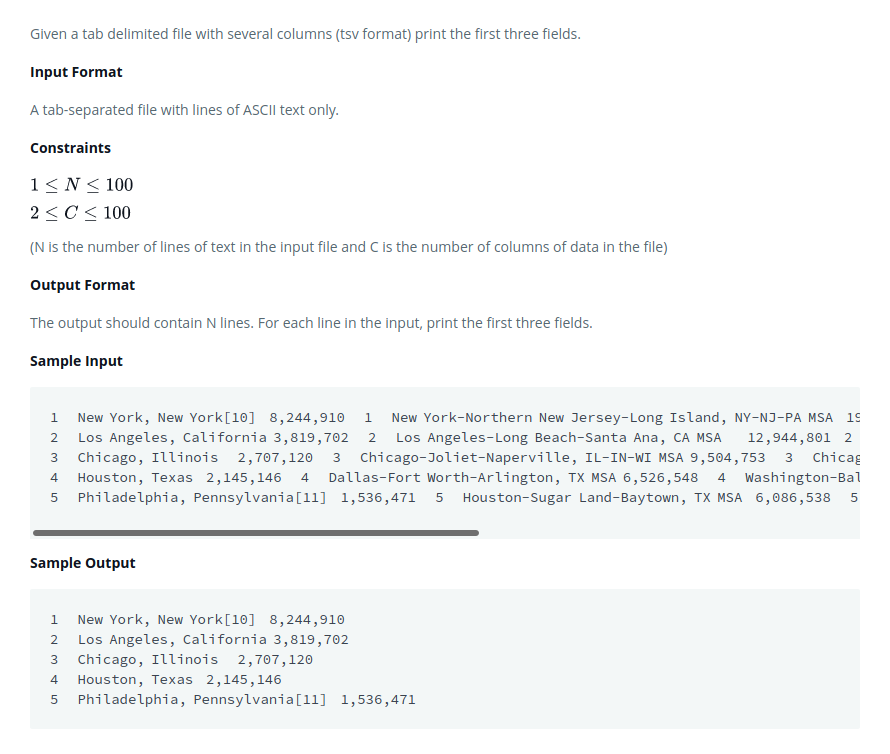 Given a tab delimited file with several columns (tsv format) print the first three fields.
Input Format
A tab-separated file with lines of ASCII text only.
Constraints
1 ≤ N ≤ 100
2 ≤ C ≤ 100
(N is the number of lines of text in the input file and C is the number of columns of data in the file)
Output Format
The output should contain N lines. For each line in the input, print the first three fields.
Sample Input
1 New York, New York[10] 8,244,910 1 New York-Northern New Jersey-Long Island, NY-NJ-PA MSA 19
2 Los Angeles, California 3,819,702 2 Los Angeles-Long Beach-Santa Ana, CA MSA 12,944,801 2
3 Chicago, Illinois 2,707,120 3 Chicago-Joliet-Naperville, IL-IN-WI MSA 9,504,753 3 Chicag
4 Houston, Texas 2,145,146 4 Dallas-Fort Worth-Arlington, TX MSA 6,526,548 4 Washington-Bal
5 Philadelphia, Pennsylvania[11] 1,536,471 5 Houston-Sugar Land-Baytown, TX MSA 6,086,538 5
Sample Output
1 New York, New York[10] 8,244,910
2 Los Angeles, California 3,819,702
3 Chicago, Illinois 2,707,120
4 Houston, Texas 2,145,146
5 Philadelphia, Pennsylvania[11] 1,536,471